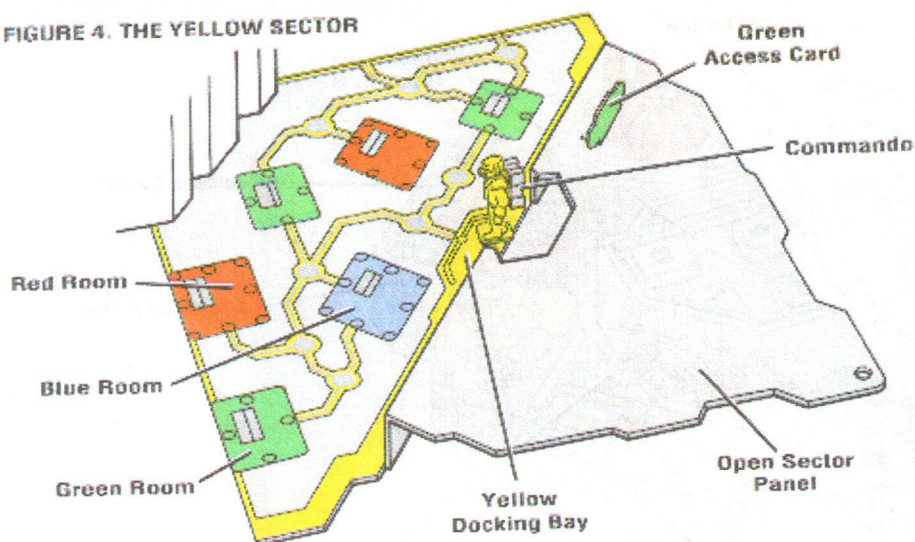 FIGURE 4. THE YELLOW SECTOR
Green
Access Card
Commando
Red Room
Blue Room
Green Room
Yellow
Docking Bay
Open Sector
Panel